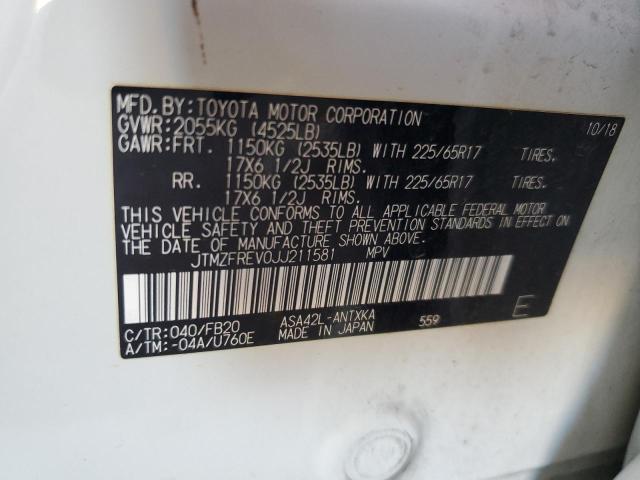 MFD.BY:TOYOTA MOTOR CORPORATION 10/18
GVWR:2055KG (4525LB)
GAWR:FRT. 1150KG (2535LB) WITH 225/65R17 TIRES.
17X6 1/2J RIMS.
RR. 1150KG (2535LB) WITH 225/65R17 TIRES.
17X6 1/2J RIMS.
THIS VEHICLE CONFORMS TO ALL APPLICABLE FEDERAL MOTOR
VEHICLE SAFETY AND THEFT PREVENTION STANDARDS IN EFFECT ON
THE DATE OF MANUFACTURE SHOWN ABOVE.
JTMZFREV0JJ211581 MPV
C/TR:040/FB20 ASA42L-ANTXKA 559 E
A/TM:-04A/U760E MADE IN JAPAN